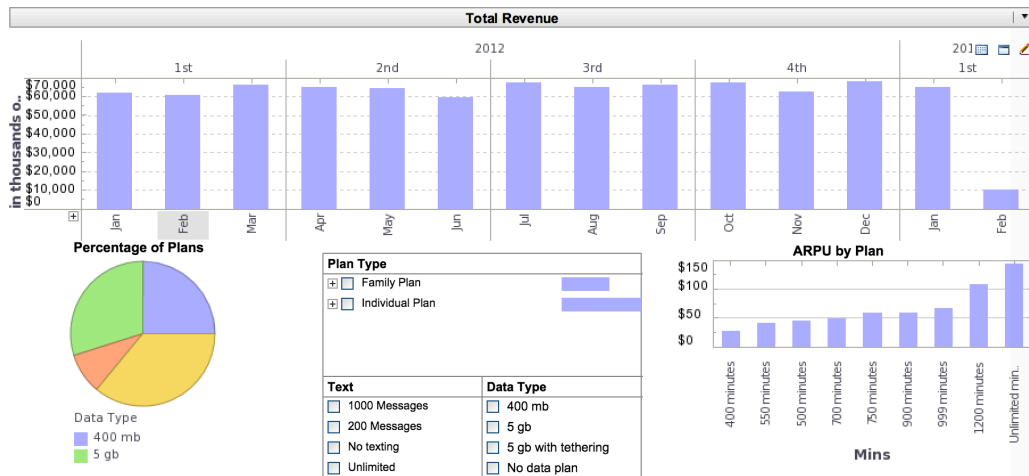 Total Revenue
2012
201
1st 2nd 3rd 4th 1st
in thousands o..
$70,000
$60,000
$50,000
$40,000
$30,000
$20,000
$10,000
$0
Jan Feb Mar Apr May Jun Jul Aug Sep Oct Nov Dec Jan Feb
Percentage of Plans
Data Type
400 mb
5 gb
Plan Type
Family Plan
Individual Plan
Text
1000 Messages
200 Messages
No texting
Unlimited
Data Type
400 mb
5 gb
5 gb with tethering
No data plan
ARPU by Plan
$150
$100
$50
$0
400 minutes
550 minutes
500 minutes
700 minutes
750 minutes
900 minutes
999 minutes
1200 minutes
Unlimited min..
Mins